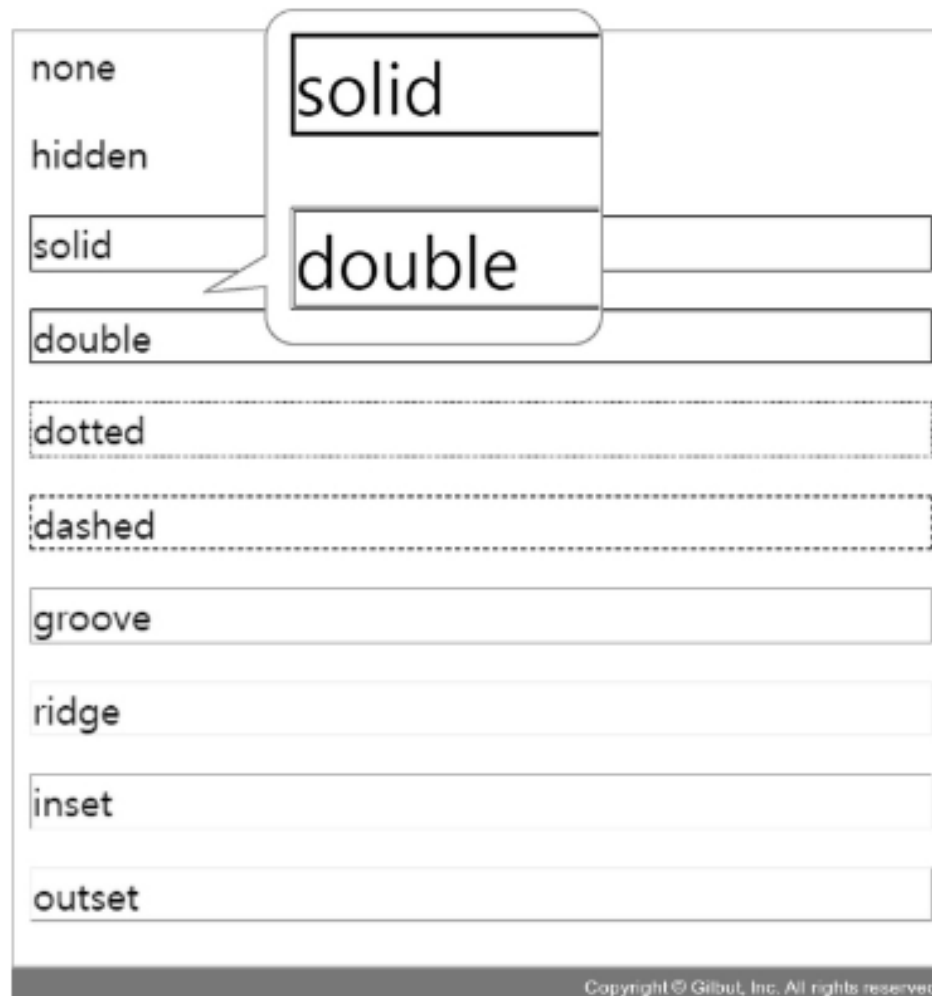 none
solid
hidden
solid
double
double
dotted
dashed
groove
ridge
inset
outset
Copyright © Gilbut, Inc. All rights reserved